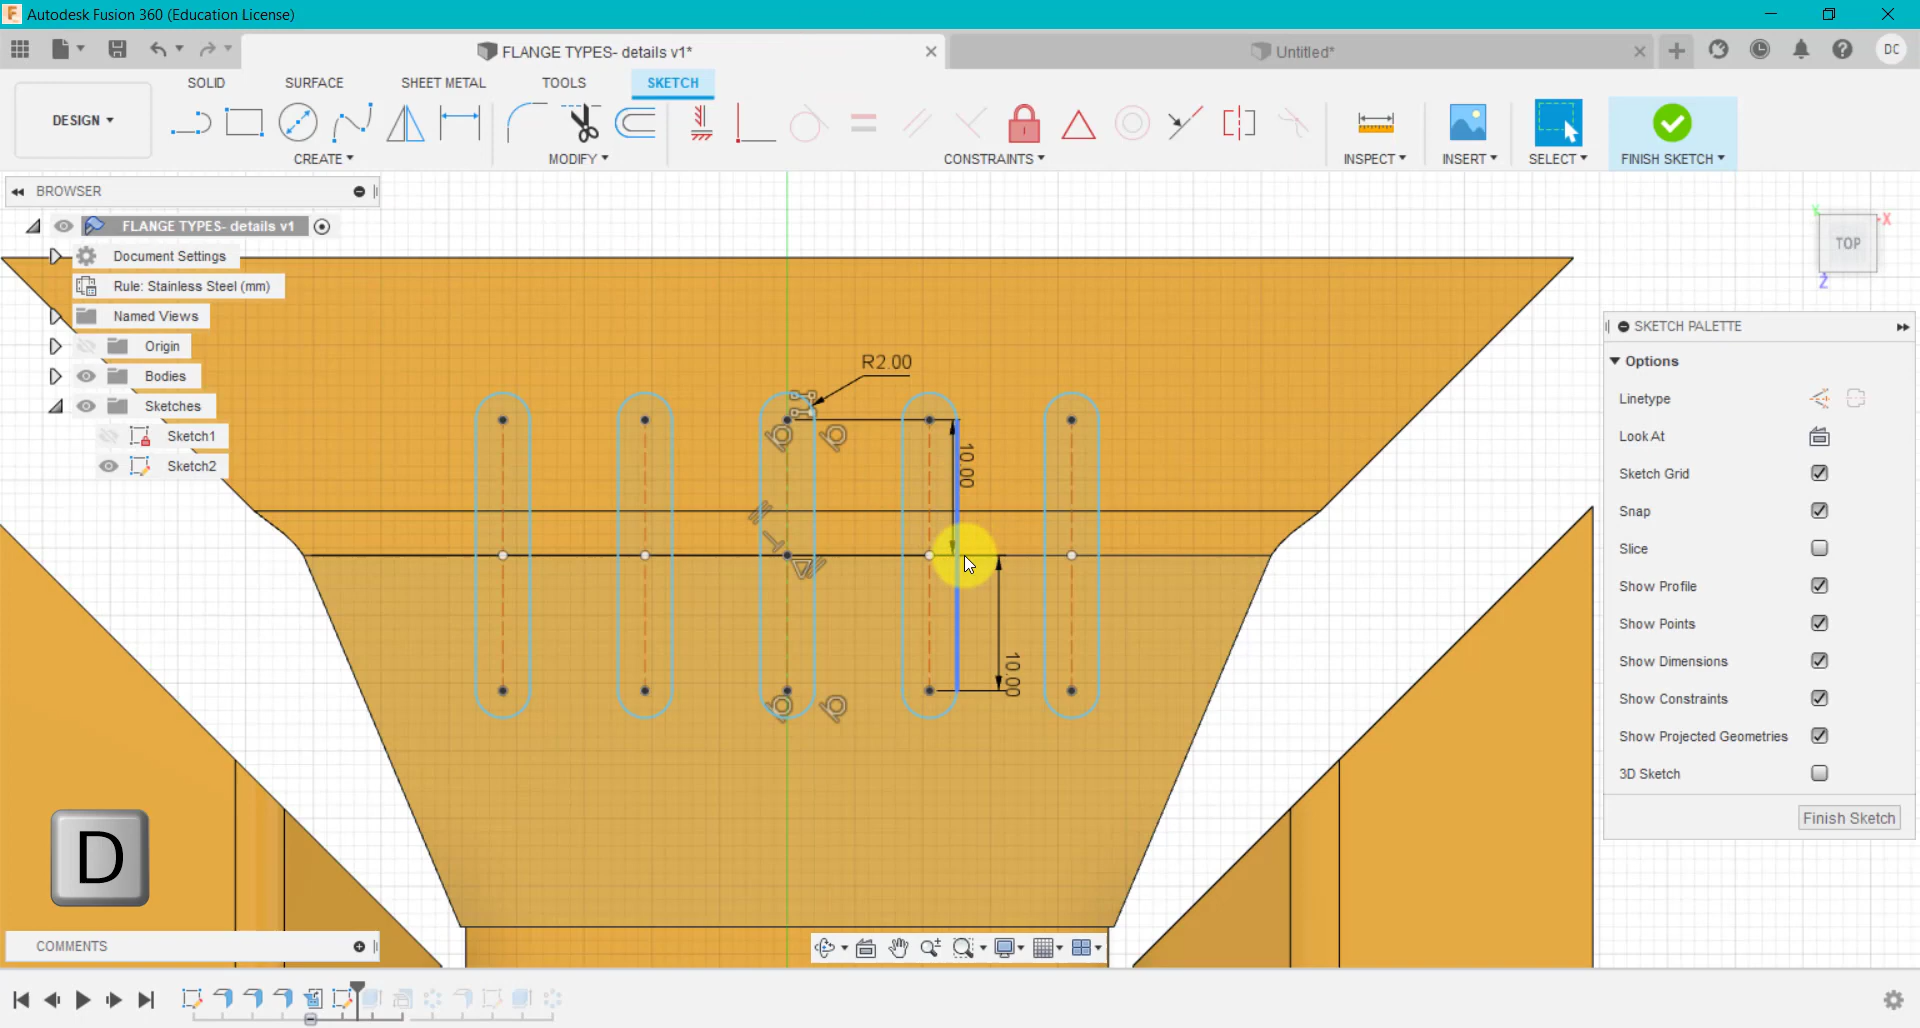 Autodesk Fusion 360 (Education License)
FLANGE TYPES- details v1*
Untitled*
DC
SOLID
SURFACE
SHEET METAL
TOOLS
SKETCH
DESIGN
CREATE
MODIFY
CONSTRAINTS
INSPECT
INSERT
SELECT
FINISH SKETCH
BROWSER
FLANGE TYPES- details v1
Document Settings
Rule: Stainless Steel (mm)
Named Views
Origin
Bodies
Sketches
Sketch1
Sketch2
Y
X
TOP
Z
R2.00
10.00
10.00
SKETCH PALETTE
Options
Linetype
Look At
Sketch Grid
Snap
Slice
Show Profile
Show Points
Show Dimensions
Show Constraints
Show Projected Geometries
3D Sketch
Finish Sketch
D
COMMENTS